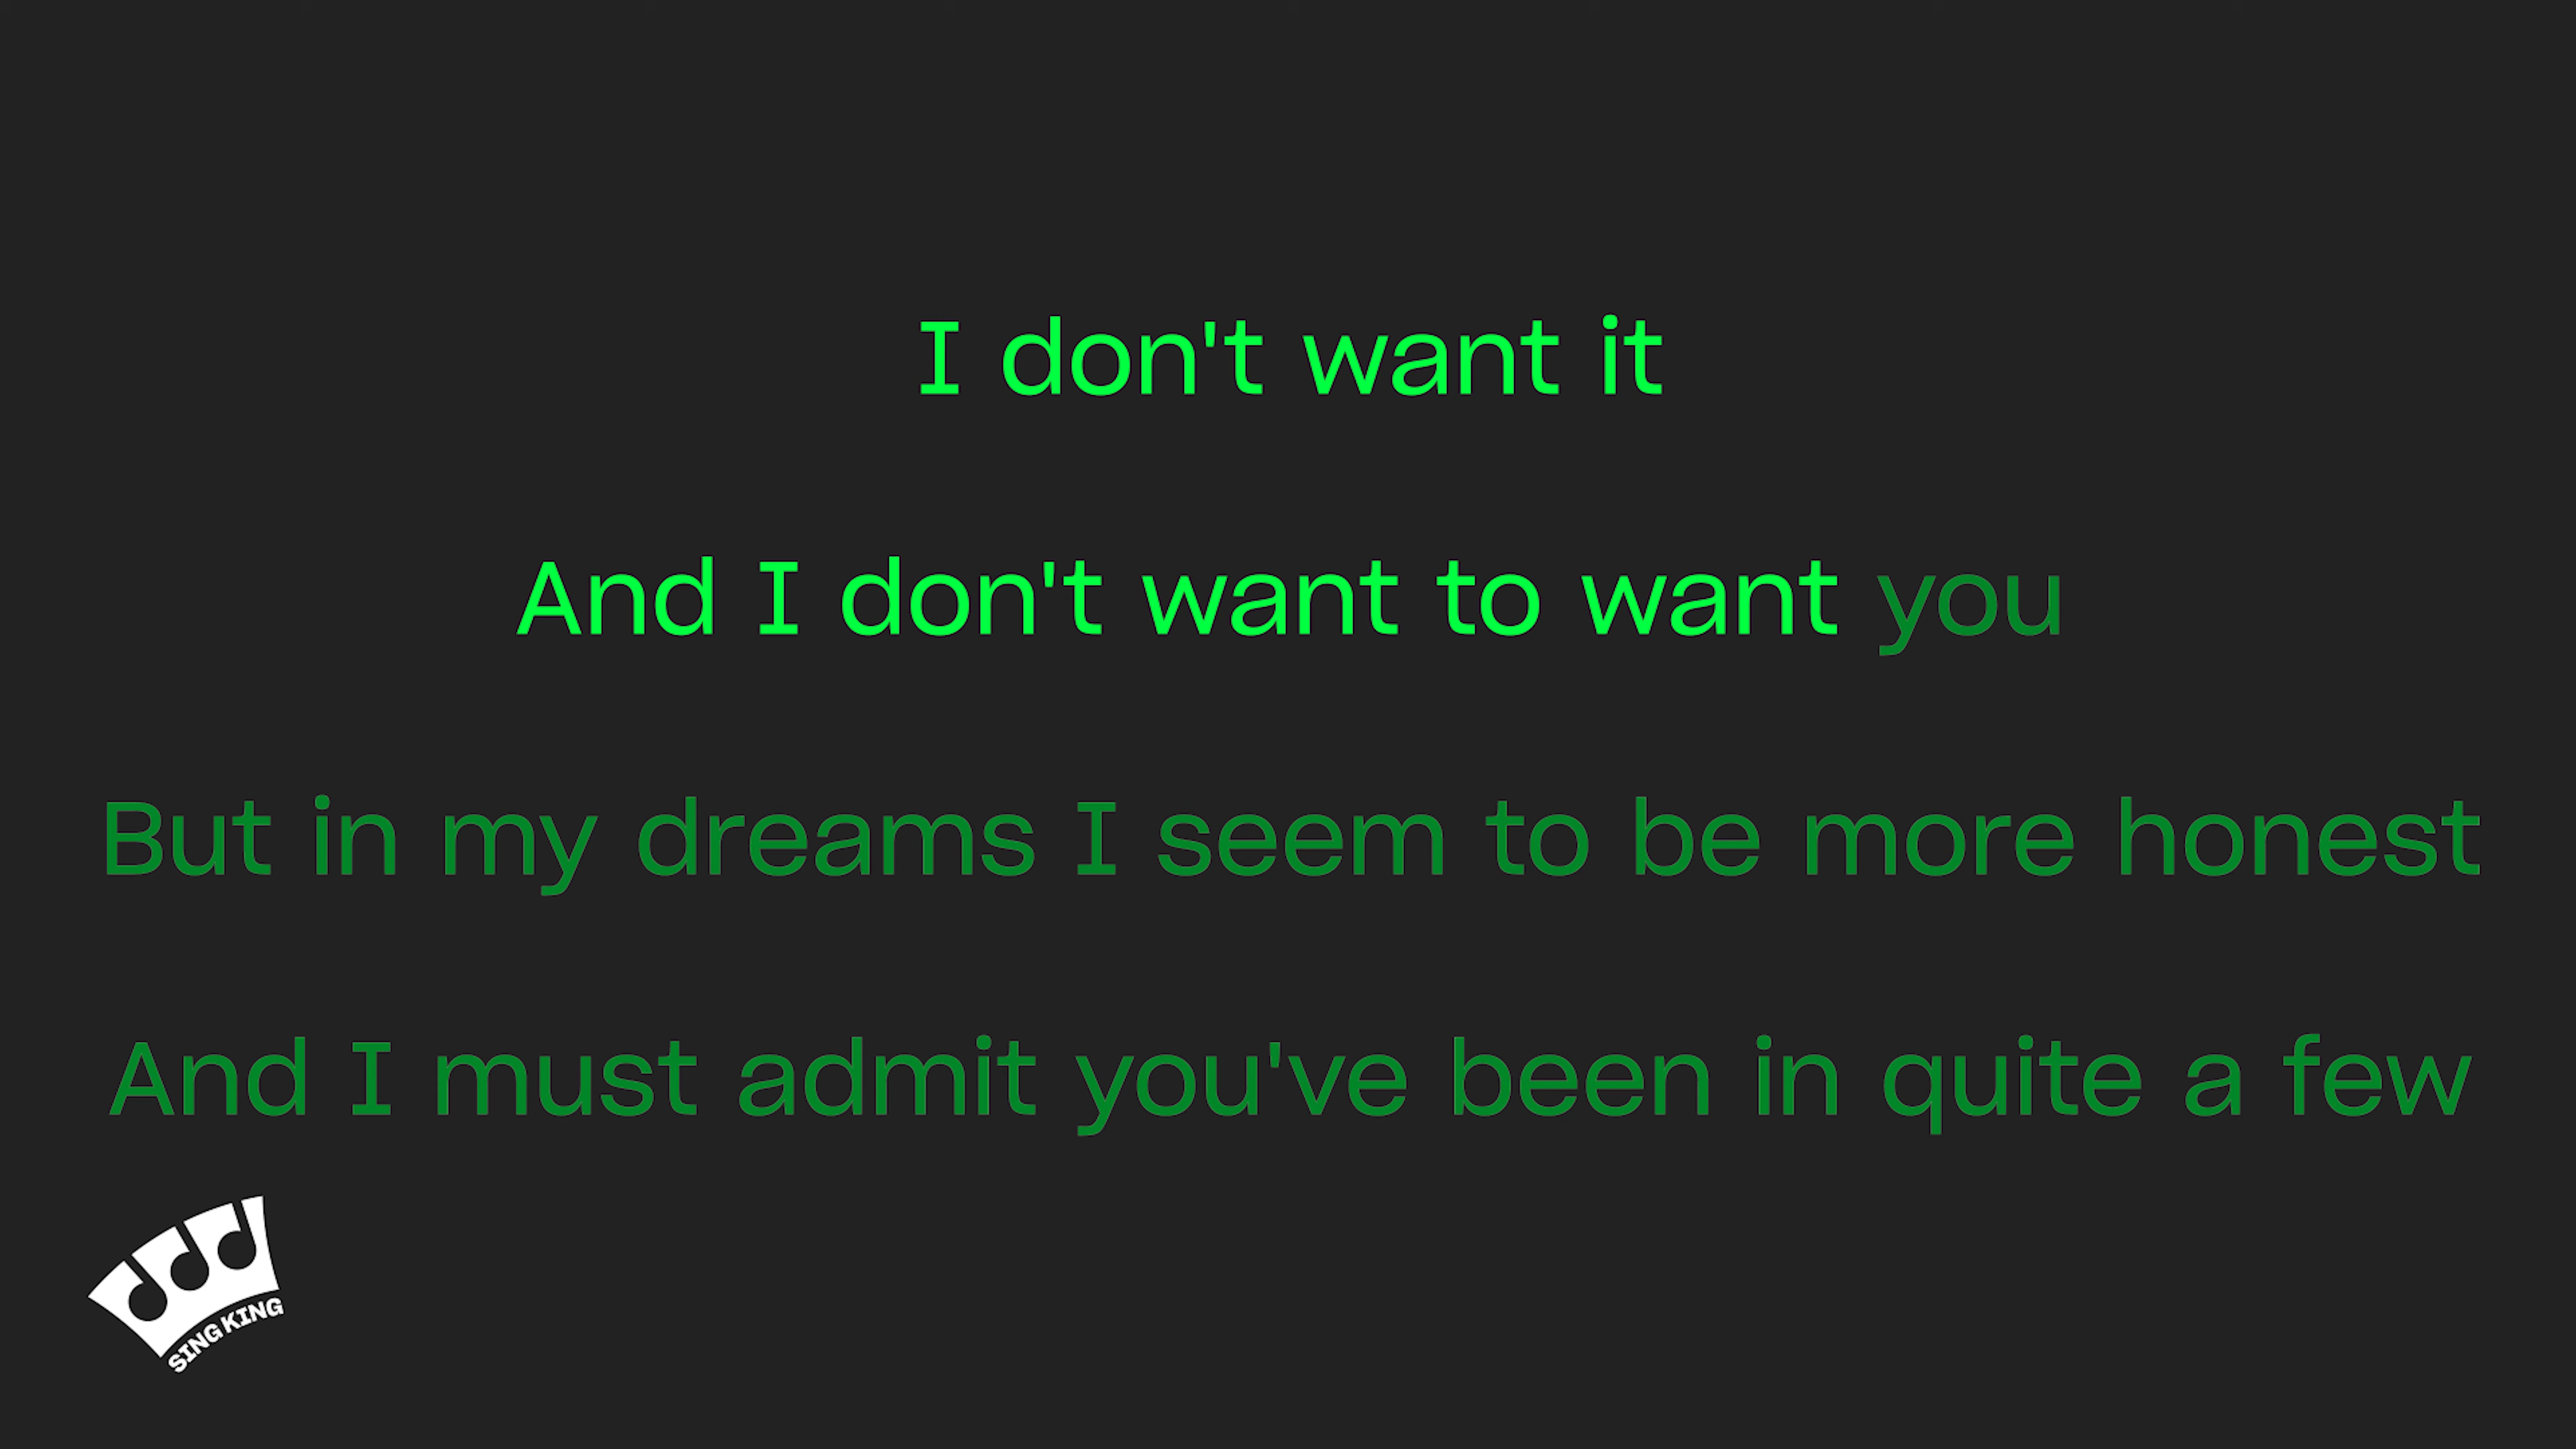 I don't want it
And I don't want to want you
But in my dreams I seem to be more honest
And I must admit you've been in quite a few
SING KING